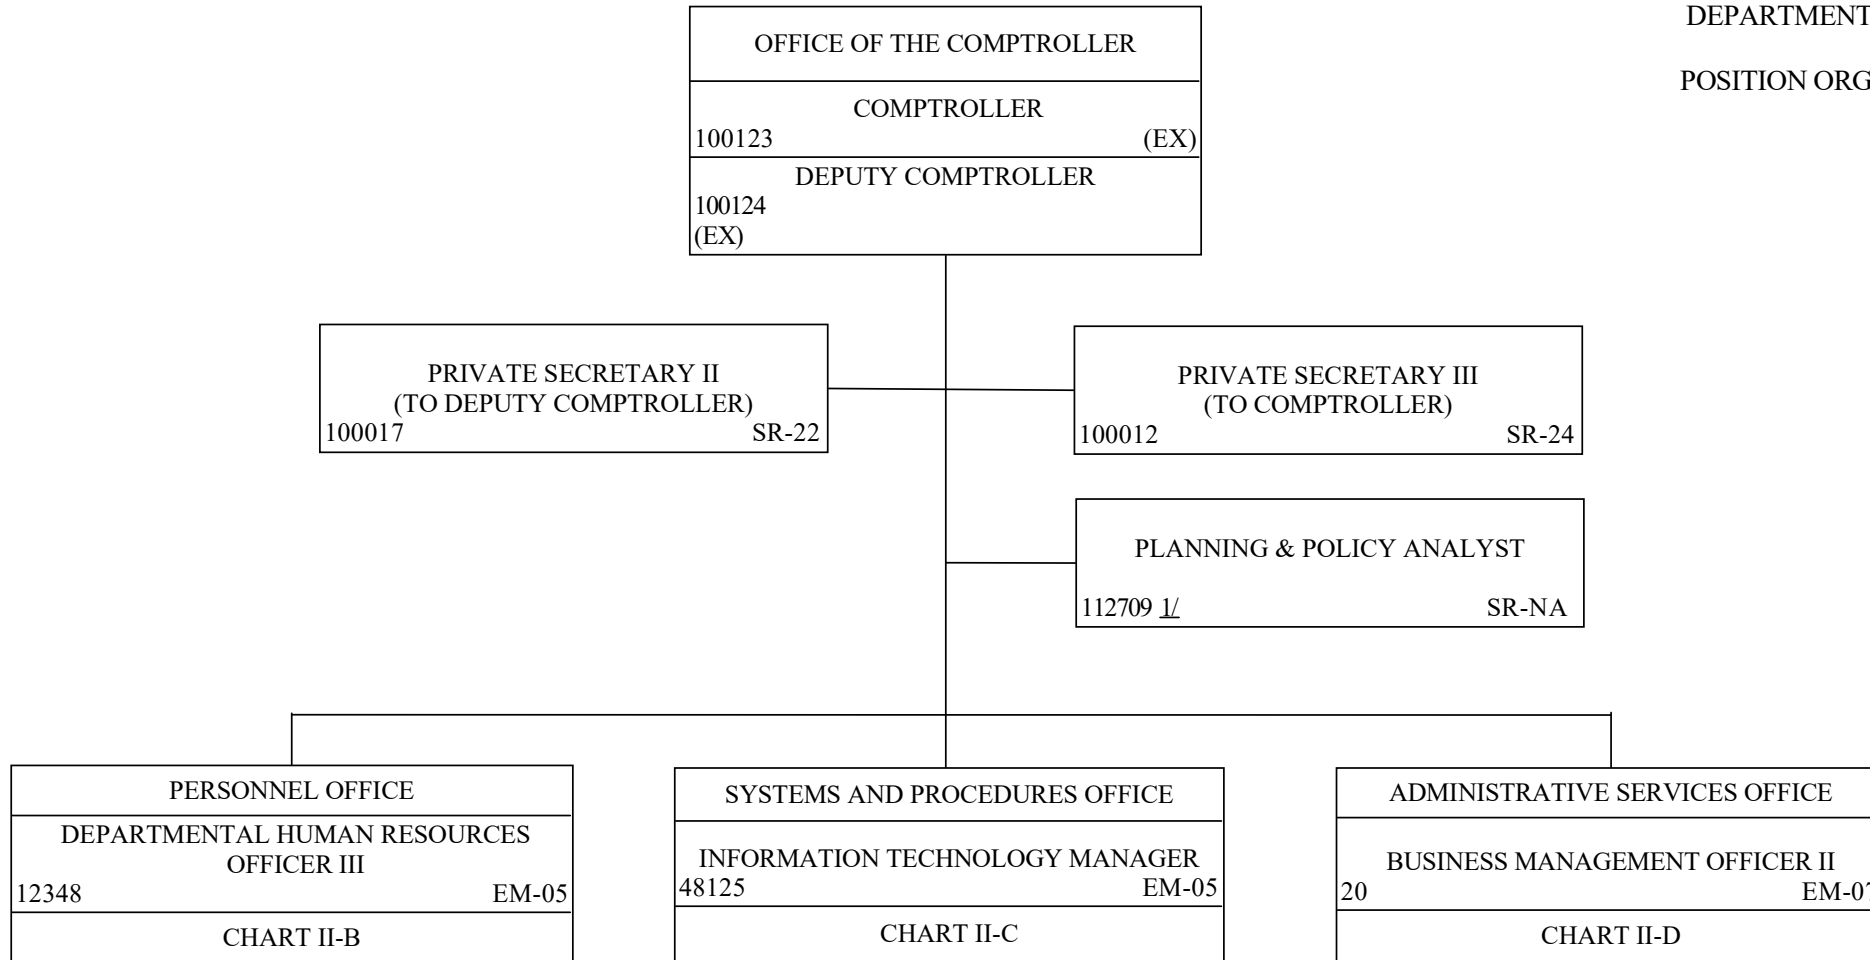 DEPARTMENT
POSITION ORG
OFFICE OF THE COMPTROLLER
COMPTROLLER
100123 (EX)
DEPUTY COMPTROLLER
100124
(EX)
PRIVATE SECRETARY II
(TO DEPUTY COMPTROLLER)
100017 SR-22
PRIVATE SECRETARY III
(TO COMPTROLLER)
100012 SR-24
PLANNING & POLICY ANALYST
112709 1/ SR-NA
PERSONNEL OFFICE
DEPARTMENTAL HUMAN RESOURCES
OFFICER III
12348 EM-05
CHART II-B
SYSTEMS AND PROCEDURES OFFICE
INFORMATION TECHNOLOGY MANAGER
48125 EM-05
CHART II-C
ADMINISTRATIVE SERVICES OFFICE
BUSINESS MANAGEMENT OFFICER II
20 EM-07
CHART II-D